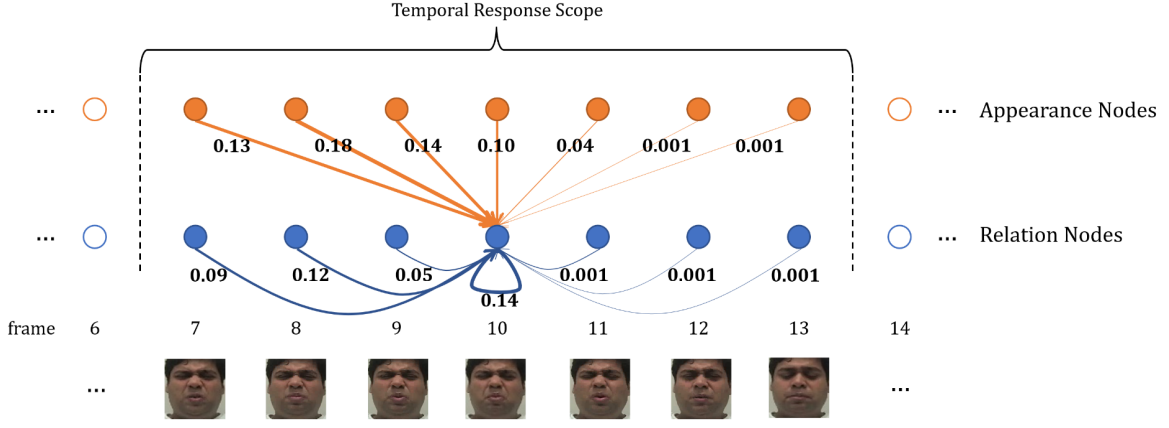 Temporal Response Scope
... ... Appearance Nodes
0.13 0.18 0.14 0.10 0.04 0.001 0.001
... ... Relation Nodes
0.09 0.12 0.05 0.14 0.001 0.001 0.001
frame 6 7 8 9 10 11 12 13 14
... ...